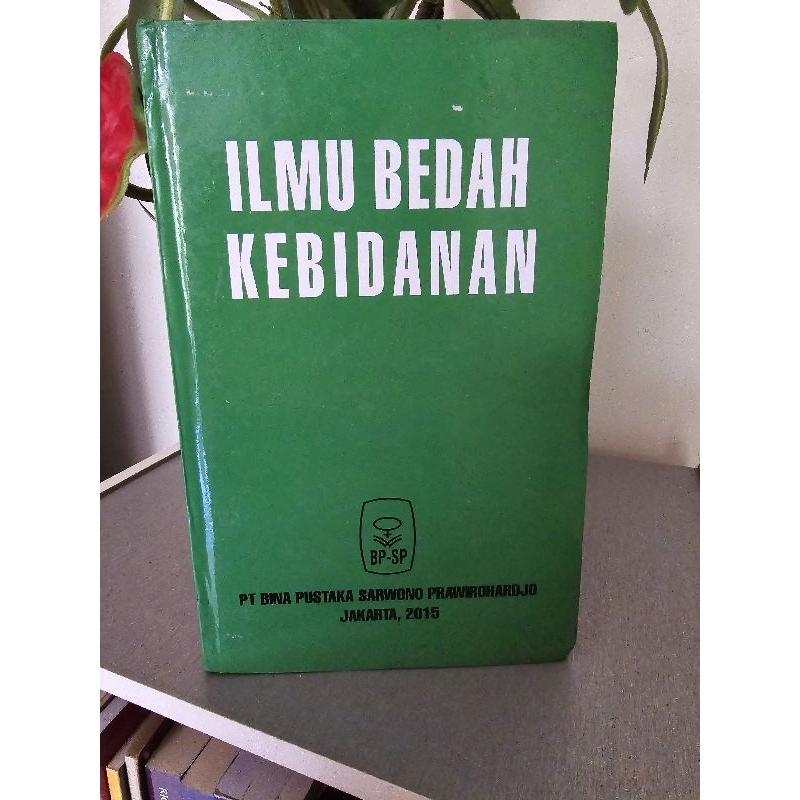 ILMU BEDAH
KEBIDANAN
BP-SP
PT BINA PUSTAKA SARWONO PRAWIROHARDJO
JAKARTA, 2015